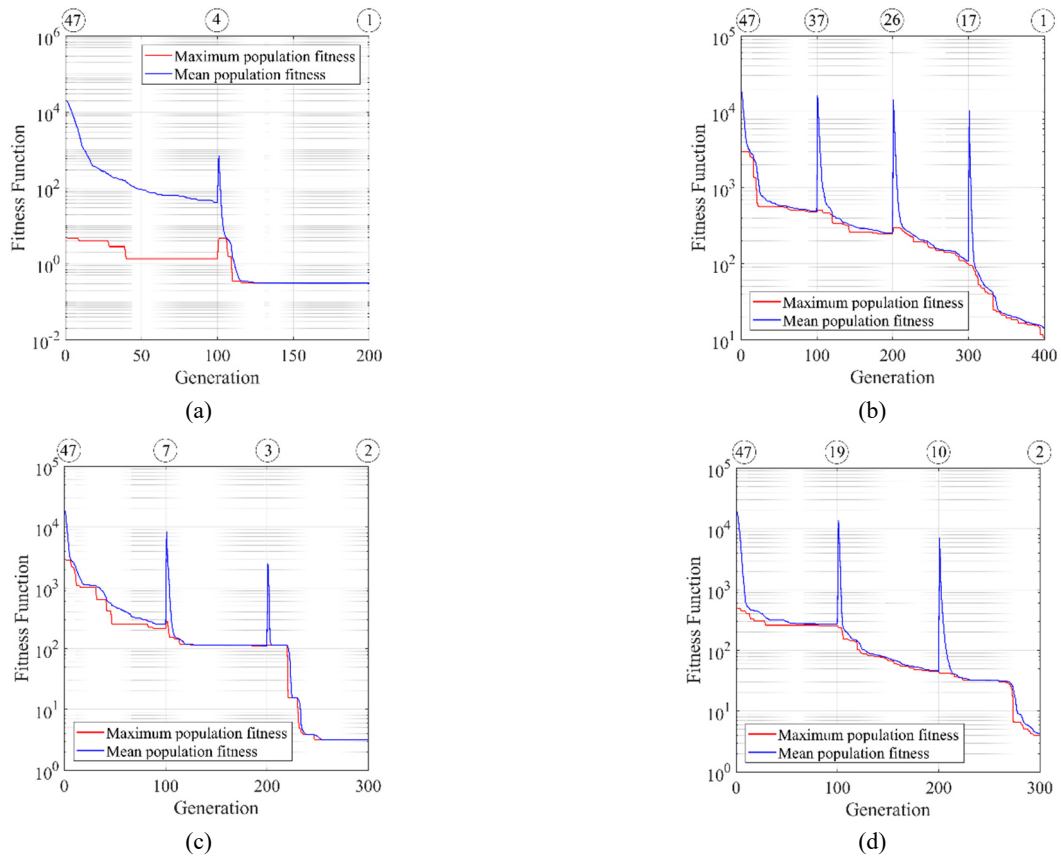 47 4 1
10^6
10^4
10^2
10^0
10^-2
Fitness Function
Maximum population fitness
Mean population fitness
0 50 100 150 200
Generation
(a)
47 37 26 17 1
10^5
10^4
10^3
10^2
10^1
Fitness Function
Maximum population fitness
Mean population fitness
0 100 200 300 400
Generation
(b)
47 7 3 2
10^5
10^4
10^3
10^2
10^1
10^0
Fitness Function
Maximum population fitness
Mean population fitness
0 100 200 300
Generation
(c)
47 19 10 2
10^5
10^4
10^3
10^2
10^1
10^0
Fitness Function
Maximum population fitness
Mean population fitness
0 100 200 300
Generation
(d)